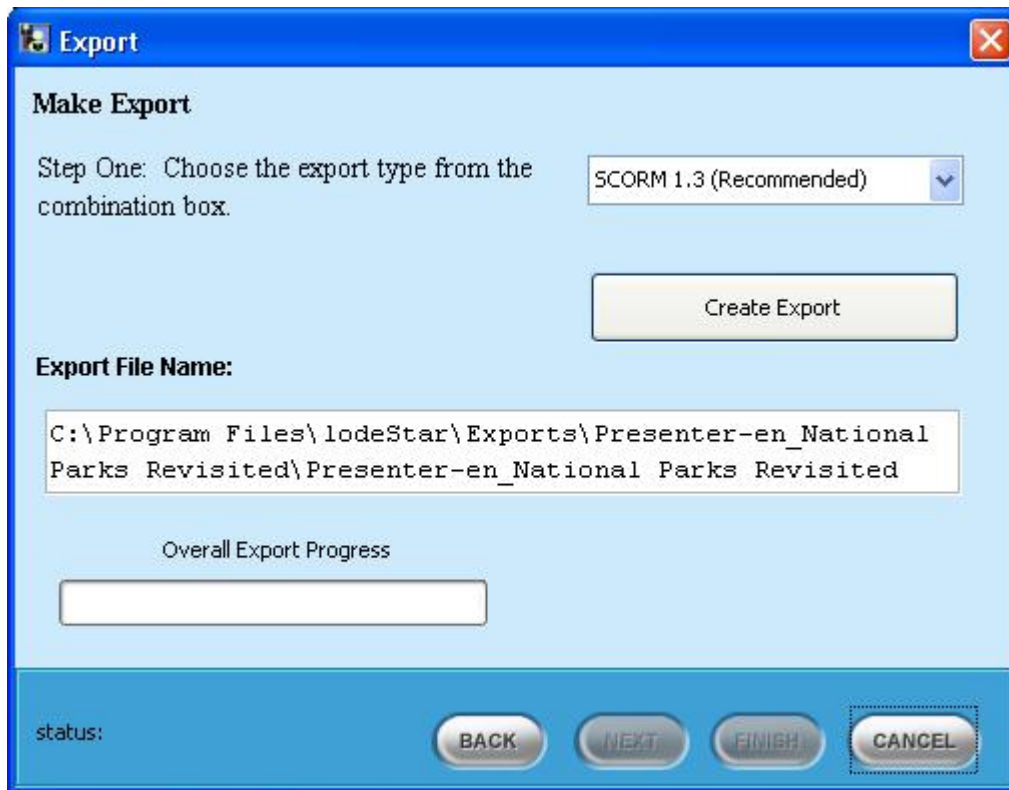 Export
Make Export
Step One: Choose the export type from the
combination box.
SCORM 1.3 (Recommended)
Create Export
Export File Name:
C:\Program Files\lodeStar\Exports\Presenter-en_National
Parks Revisited\Presenter-en_National Parks Revisited
Overall Export Progress
status:
BACK
NEXT
FINISH
CANCEL